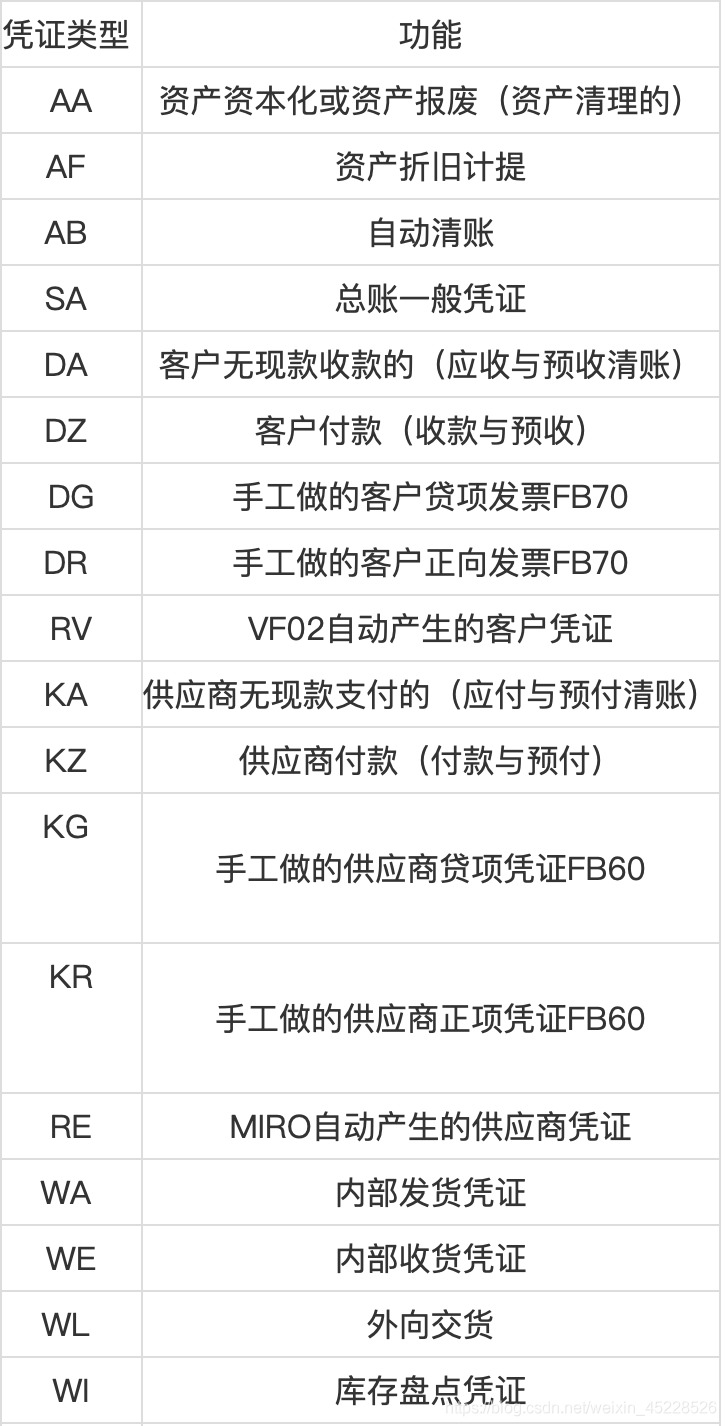 凭证类型 功能
AA 资产资本化或资产报废（资产清理的）
AF 资产折旧计提
AB 自动清账
SA 总账一般凭证
DA 客户无现款收款的（应收与预收清账）
DZ 客户付款（收款与预收）
DG 手工做的客户贷项发票FB70
DR 手工做的客户正向发票FB70
RV VF02自动产生的客户凭证
KA 供应商无现款支付的（应付与预付清账）
KZ 供应商付款（付款与预付）
KG 手工做的供应商贷项凭证FB60
KR 手工做的供应商正项凭证FB60
RE MIRO自动产生的供应商凭证
WA 内部发货凭证
WE 内部收货凭证
WL 外向交货
WI 库存盘点凭证
https://blog.csdn.net/weixin_45228526